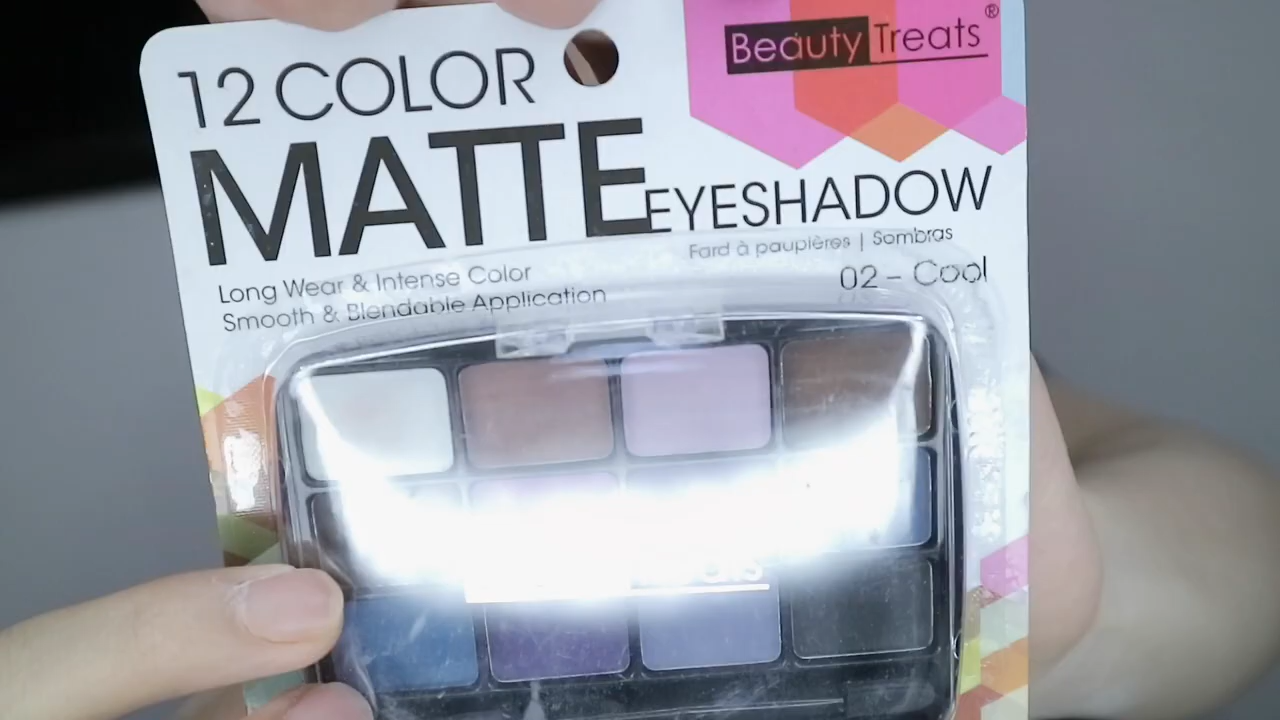 Beauty Treats®
12 COLOR
MATTE EYESHADOW
Fard à paupières | Sombras
02 – Cool
Long Wear & Intense Color
Smooth & Blendable Application